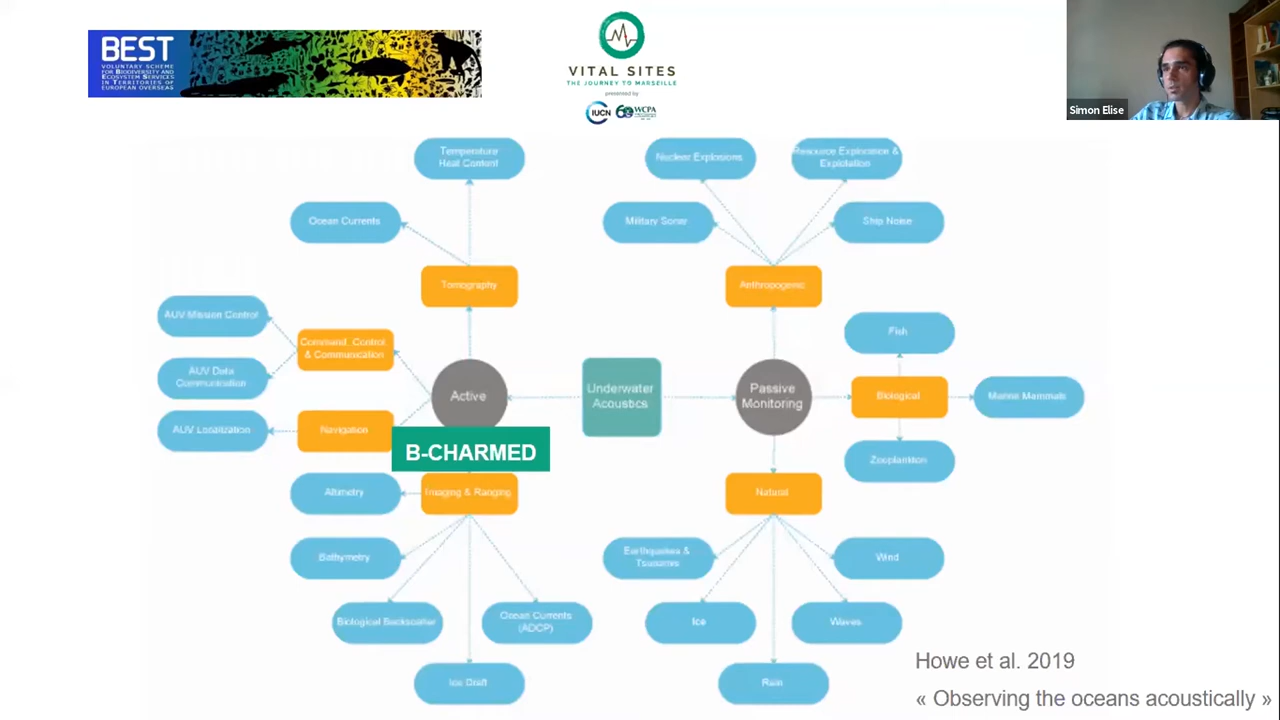 BEST
VOLUNTARY SCHEME
FOR BIODIVERSITY AND
ECOSYSTEM SERVICES
IN TERRITORIES OF
EUROPEAN OVERSEAS
VITAL SITES
THE JOURNEY TO MARSEILLE
presented by
IUCN
60
WCPA
Simon Elise
Temperature
Heat Content
Nuclear Explosions
Resource Exploration &
Exploitation
Ocean Currents
Military Sonar
Ship Noise
Tomography
Anthropogenic
AUV Mission Control
Command, Control,
& Communication
Fish
AUV Data
Communication
Active
Underwater
Acoustics
Passive
Monitoring
Biological
Marine Mammals
AUV Localization
Navigation
B-CHARMED
Zooplankton
Altimetry
Imaging & Ranging
Natural
Bathymetry
Earthquakes &
Tsunamis
Wind
Biological Backscatter
Ocean Currents
(ADCP)
Ice
Waves
Ice Draft
Rain
Howe et al. 2019
« Observing the oceans acoustically »